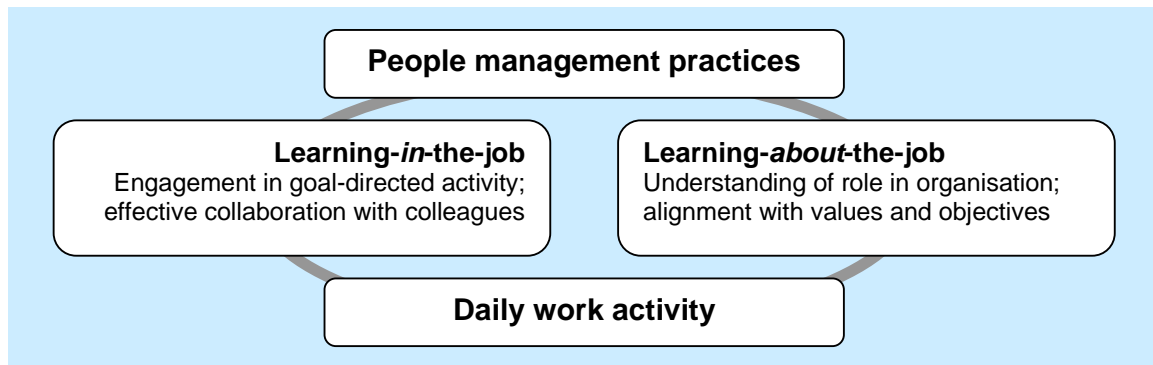 People management practices
Learning-in-the-job
Engagement in goal-directed activity;
effective collaboration with colleagues
Learning-about-the-job
Understanding of role in organisation;
alignment with values and objectives
Daily work activity